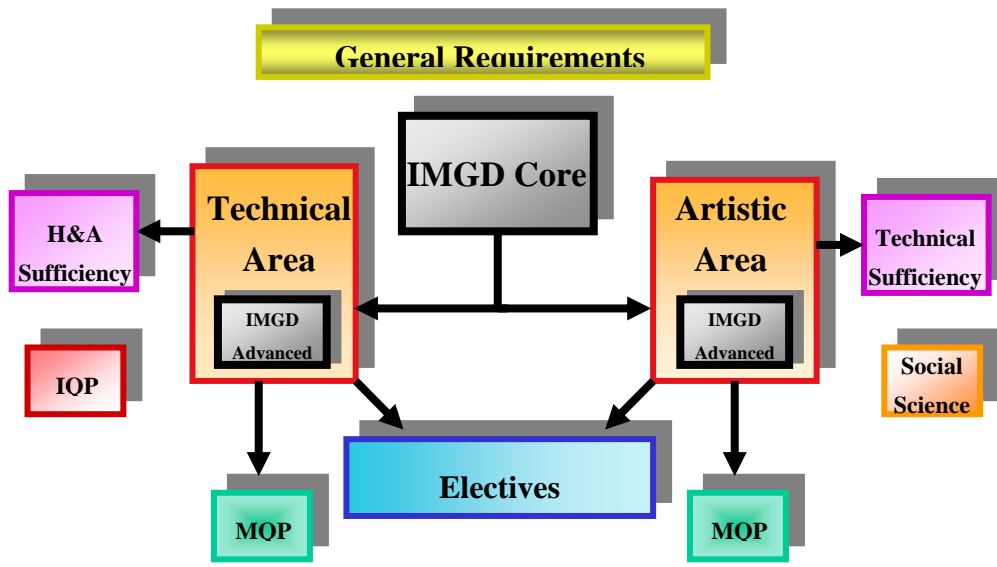 General Requirements
IMGD Core
Technical
Area
Artistic
Area
H&A
Sufficiency
Technical
Sufficiency
IMGD
Advanced
IMGD
Advanced
IQP
Social
Science
Electives
MQP
MQP